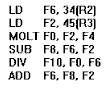 LD F6, 34(R2)
LD F2, 45(R3)
MOLT F0, F2, F4
SUB F8, F6, F2
DIV F10, F0, F6
ADD F6, F8, F2